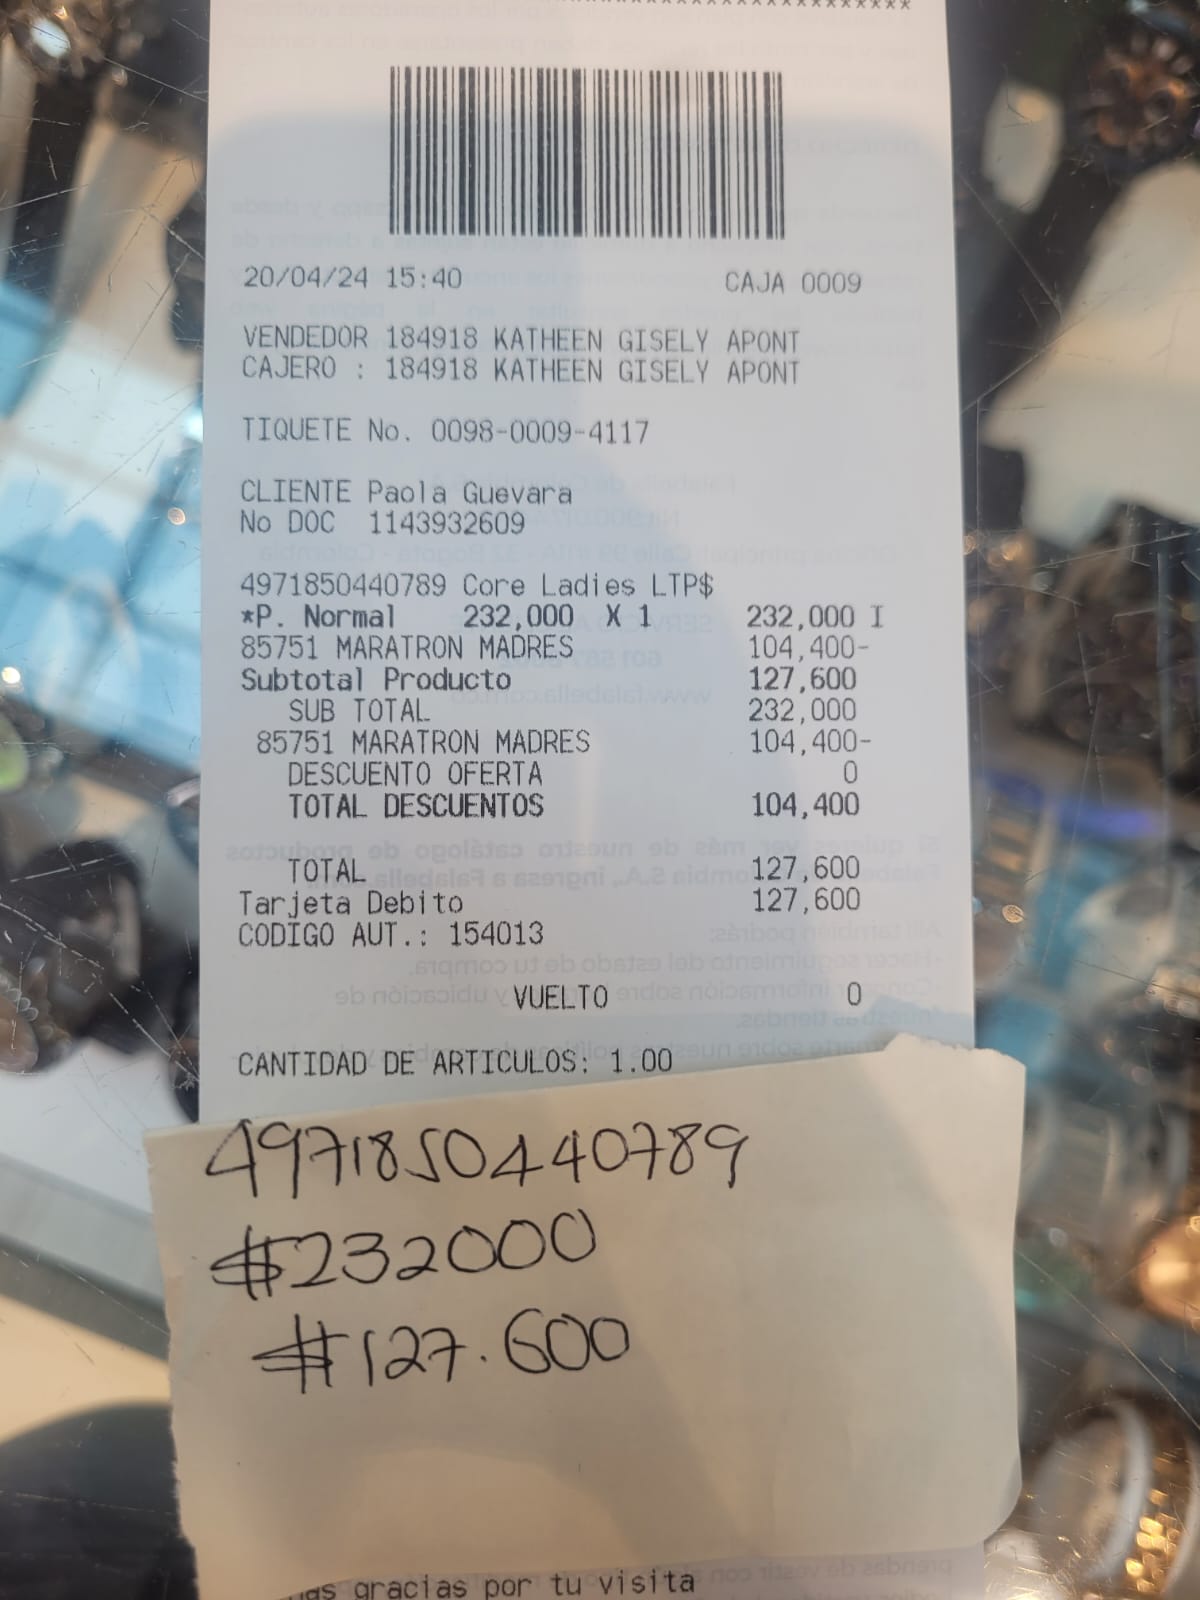 20/04/24 15:40 CAJA 0009
VENDEDOR 184918 KATHEEN GISELY APONT
CAJERO : 184918 KATHEEN GISELY APONT
TIQUETE No. 0098-0009-4117
CLIENTE Paola Guevara
No DOC 1143932609
4971850440789 Core Ladies LTP$
*P. Normal 232,000 X 1 232,000 I
85751 MARATRON MADRES 104,400-
Subtotal Producto 127,600
SUB TOTAL 232,000
85751 MARATRON MADRES 104,400-
DESCUENTO OFERTA 0
TOTAL DESCUENTOS 104,400
TOTAL 127,600
Tarjeta Debito 127,600
CODIGO AUT.: 154013
VUELTO 0
CANTIDAD DE ARTICULOS: 1.00
4971850440789
$232000
$127.600
gracias por tu visita